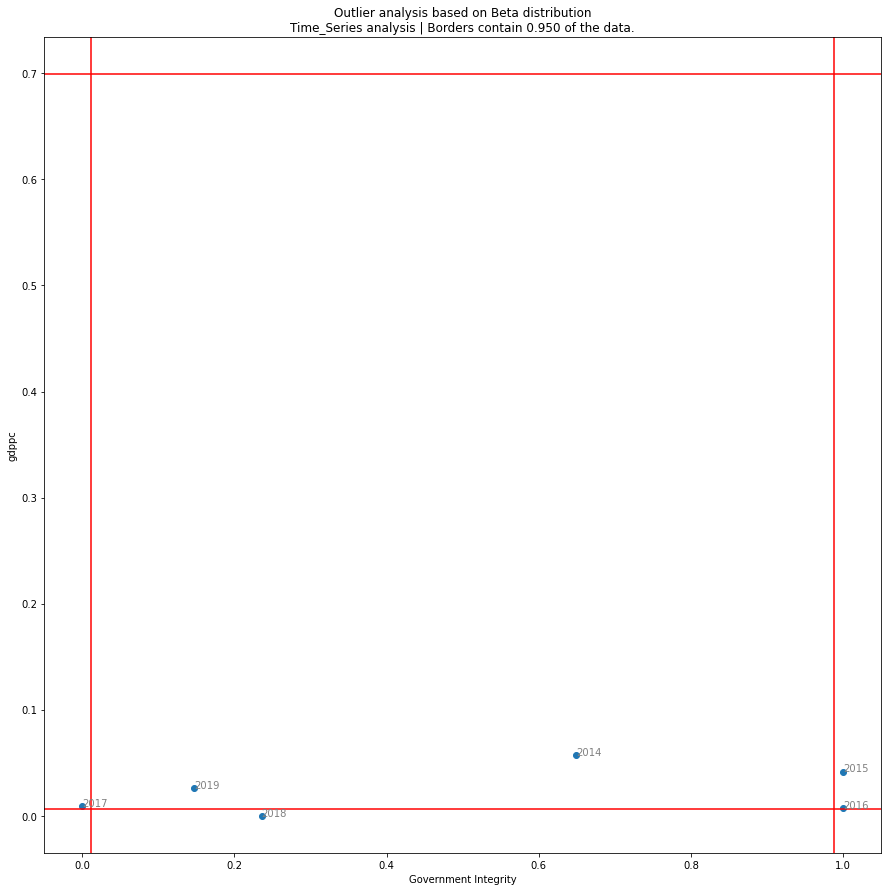 Outlier analysis based on Beta distribution
Time_Series analysis | Borders contain 0.950 of the data.
0.7
0.6
0.5
0.4
gdppc
0.3
0.2
0.1
2014
2015
2019
2017
2016
0.0
2018
0.0 0.2 0.4 0.6 0.8 1.0
Government Integrity